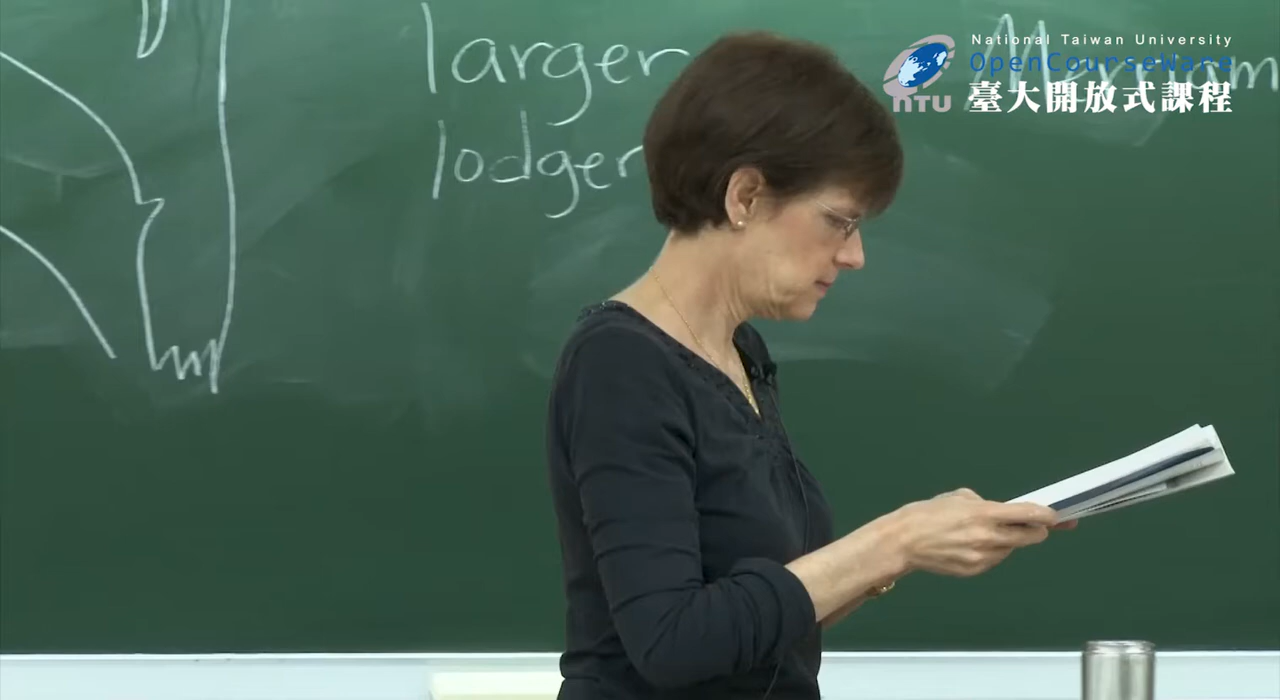 larger
lodger
National Taiwan University
OpenCourseWare
臺大開放式課程
NTU